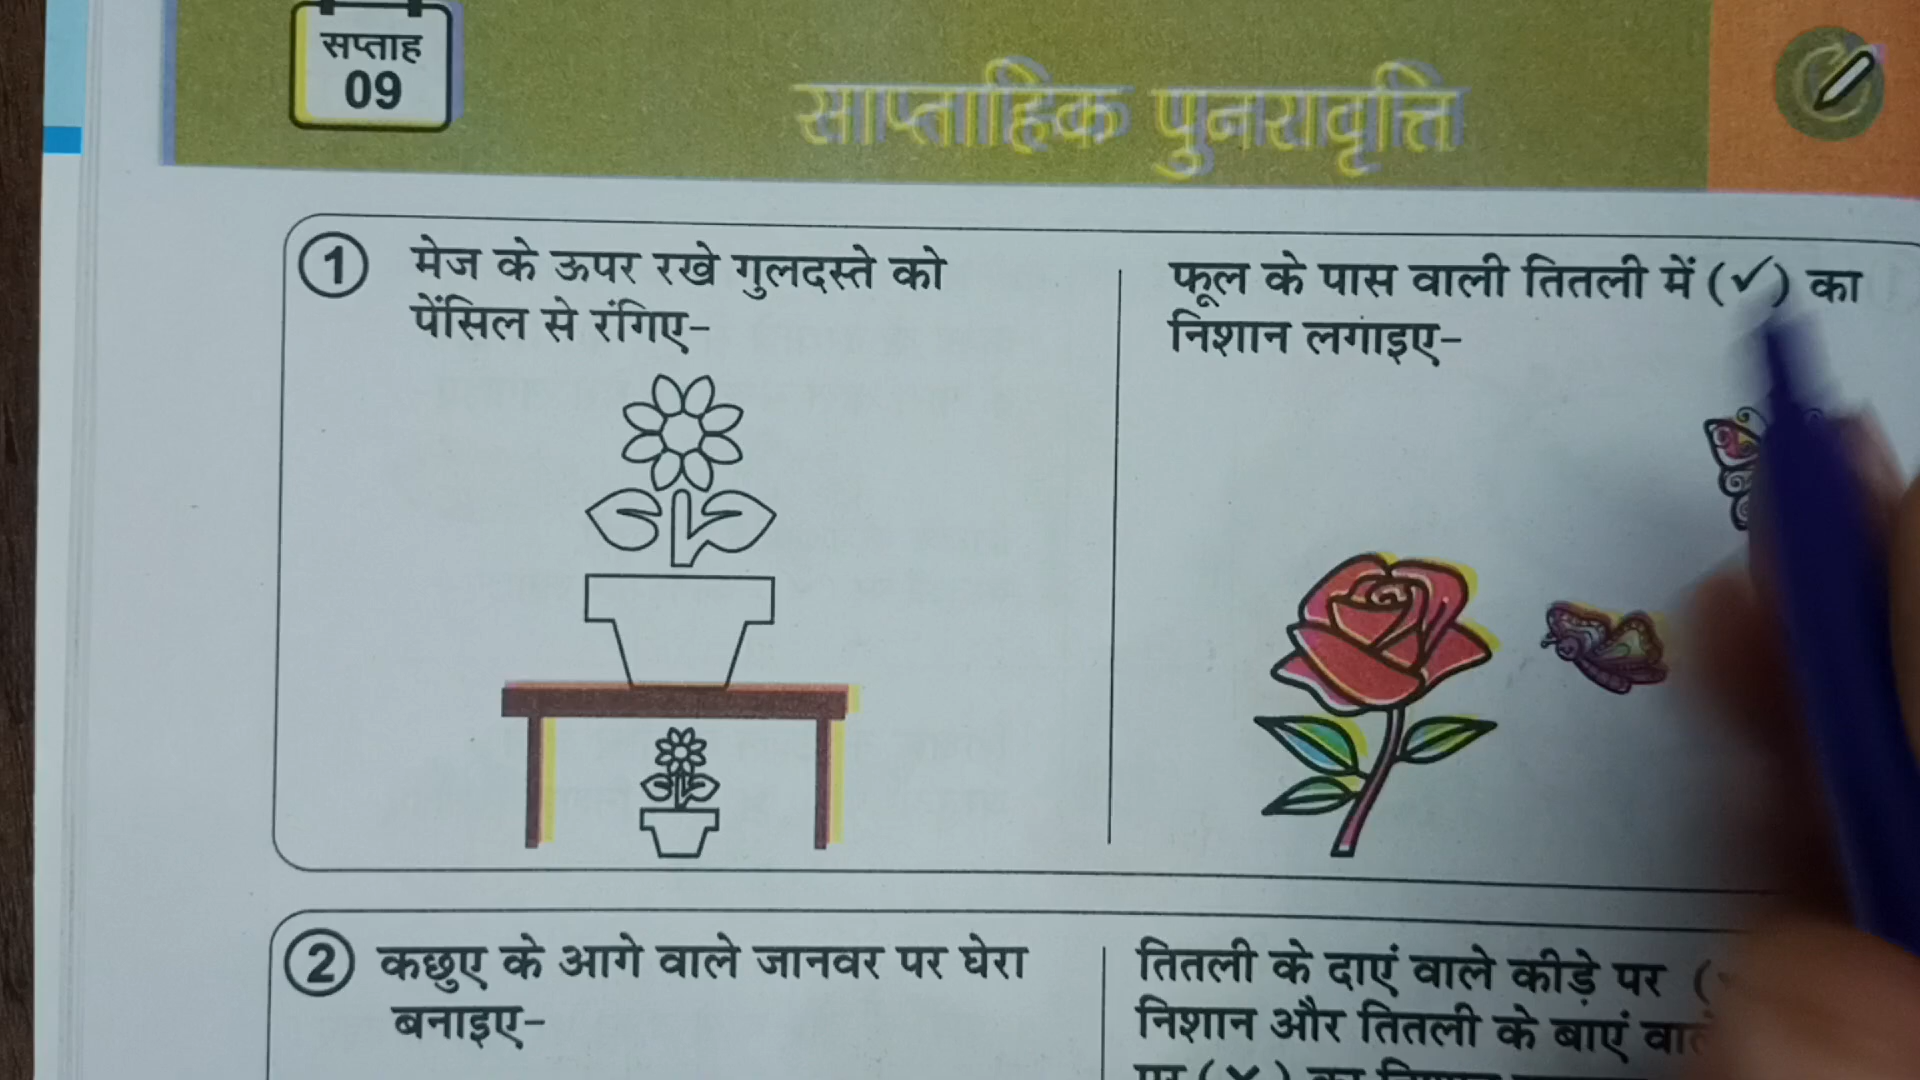 सप्ताह
09
साप्ताहिक पुनरावृत्ति
1 मेज के ऊपर रखे गुलदस्ते को
पेंसिल से रंगिए-
फूल के पास वाली तितली में (✓) का
निशान लगाइए-
2 कछुए के आगे वाले जानवर पर घेरा
बनाइए-
तितली के दाएं वाले कीड़े पर (
निशान और तितली के बाएं